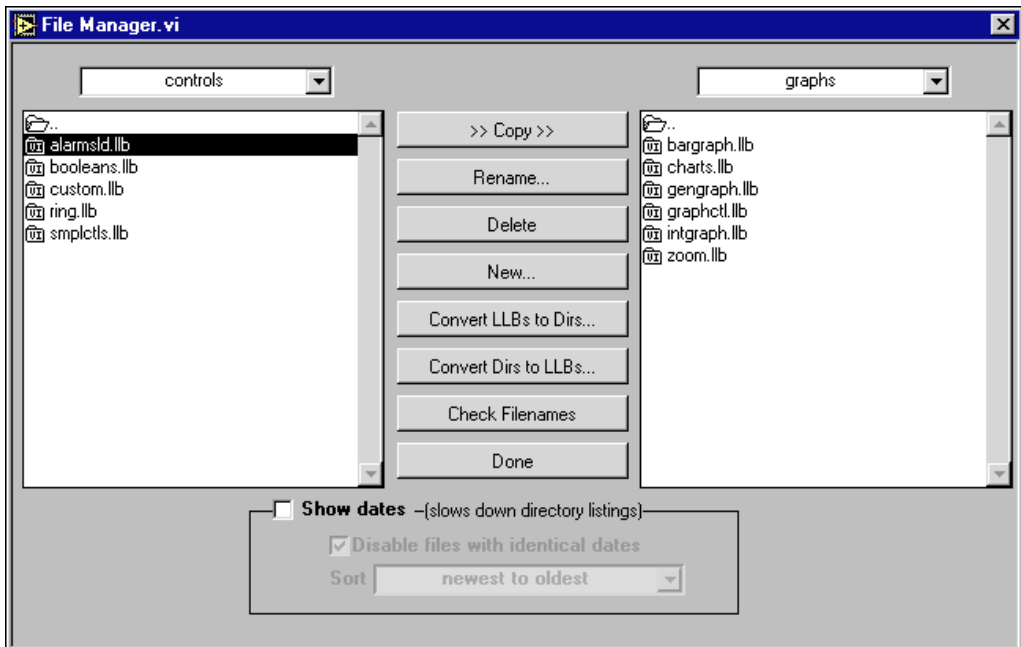 File Manager.vi
controls
graphs
..
alarmsld.llb
booleans.llb
custom.llb
ring.llb
smplctls.llb
>> Copy >>
Rename...
Delete
New...
Convert LLBs to Dirs...
Convert Dirs to LLBs...
Check Filenames
Done
..
bargraph.llb
charts.llb
gengraph.llb
graphctl.llb
intgraph.llb
zoom.llb
Show dates –(slows down directory listings)
Disable files with identical dates
Sort newest to oldest